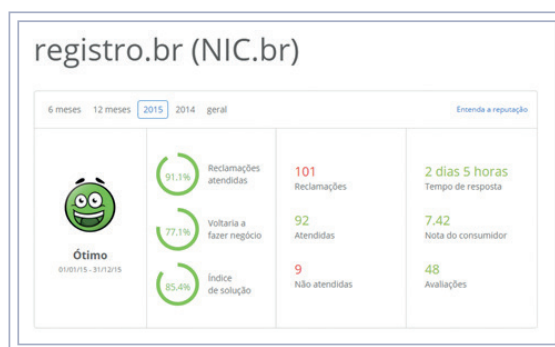 registro.br (NIC.br)
6 meses 12 meses 2015 2014 geral Entenda a reputação
Ótimo
01/01/15 - 31/12/15
91.1%
Reclamações
atendidas
77.1%
Voltaria a
fazer negócio
85.4%
Índice
de solução
101
Reclamações
92
Atendidas
9
Não atendidas
2 dias 5 horas
Tempo de resposta
7.42
Nota do consumidor
48
Avaliações